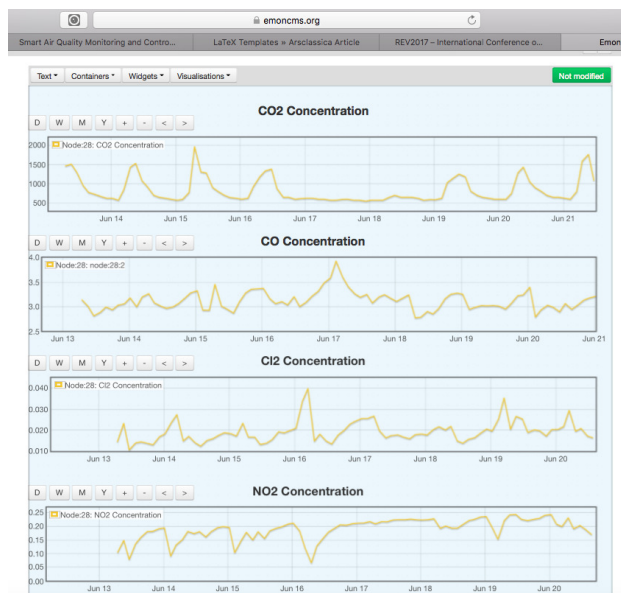 emoncms.org
Smart Air Quality Monitoring and Contro... LaTeX Templates » Arsclassica Article REV2017 – International Conference o... Emon
Text Containers Widgets Visualisations Not modified
CO2 Concentration
D W M Y + - < >
Node:28: CO2 Concentration
2000
1500
1000
500
Jun 14 Jun 15 Jun 16 Jun 17 Jun 18 Jun 19 Jun 20 Jun 21
CO Concentration
D W M Y + - < >
Node:28: node:28:2
4.0
3.5
3.0
2.5
Jun 13 Jun 14 Jun 15 Jun 16 Jun 17 Jun 18 Jun 19 Jun 20 Jun 21
Cl2 Concentration
D W M Y + - < >
Node:28: Cl2 Concentration
0.040
0.030
0.020
0.010
Jun 13 Jun 14 Jun 15 Jun 16 Jun 17 Jun 18 Jun 19 Jun 20
NO2 Concentration
D W M Y + - < >
Node:28: NO2 Concentration
0.25
0.20
0.15
0.10
0.05
0.00
Jun 13 Jun 14 Jun 15 Jun 16 Jun 17 Jun 18 Jun 19 Jun 20